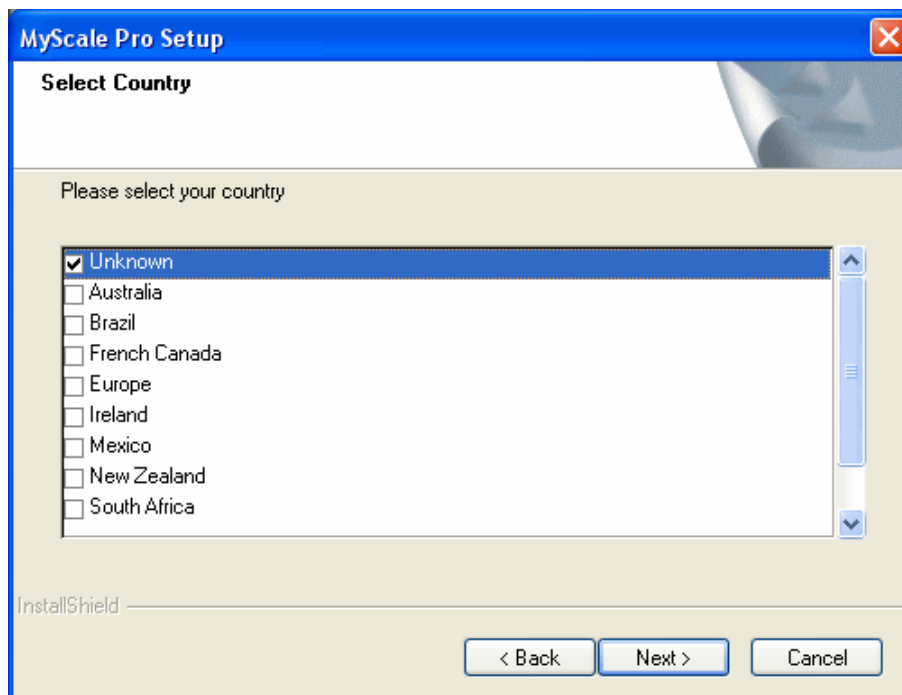 MyScale Pro Setup
Select Country
Please select your country
Unknown
Australia
Brazil
French Canada
Europe
Ireland
Mexico
New Zealand
South Africa
InstallShield
< Back Next > Cancel